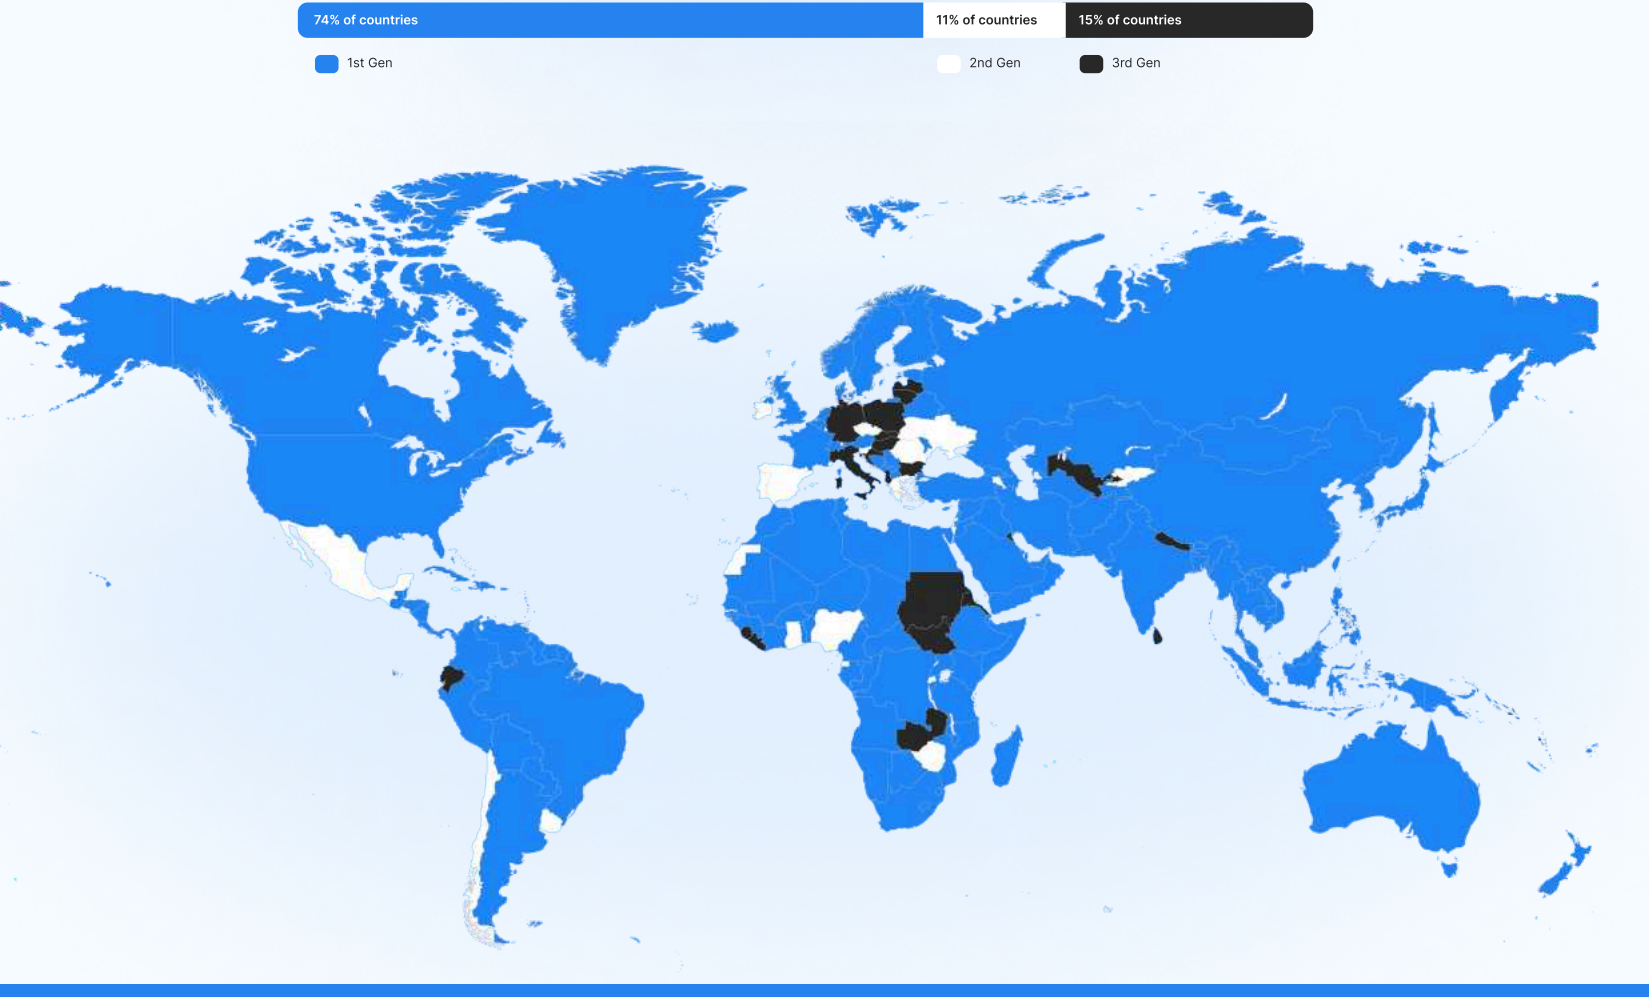 74% of countries
11% of countries
15% of countries
1st Gen
2nd Gen
3rd Gen